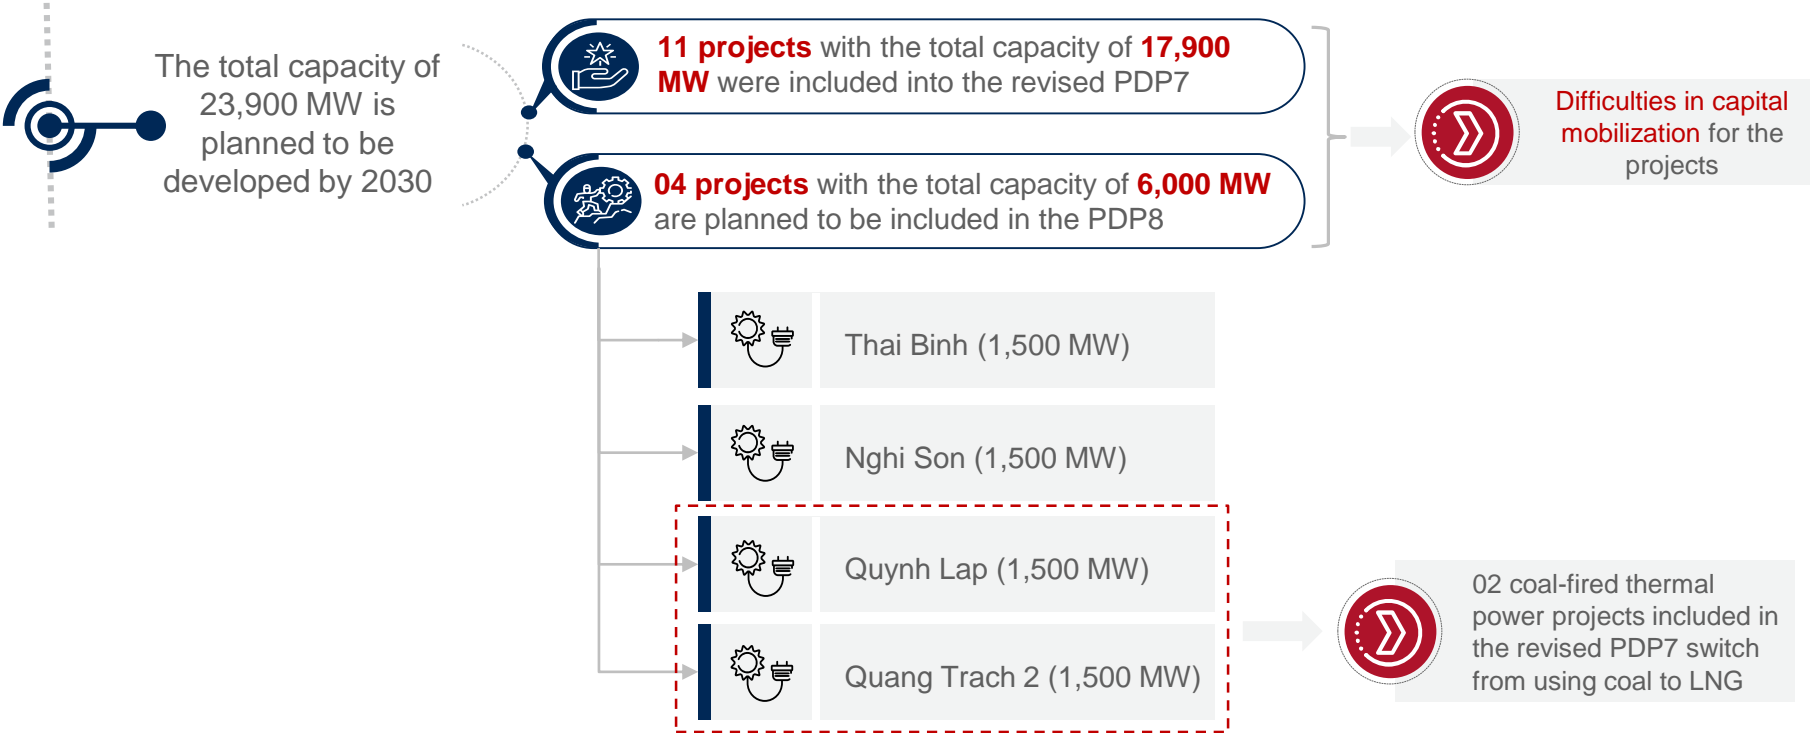 The total capacity of
23,900 MW is
planned to be
developed by 2030
11 projects with the total capacity of 17,900
MW were included into the revised PDP7
04 projects with the total capacity of 6,000 MW
are planned to be included in the PDP8
Difficulties in capital
mobilization for the
projects
Thai Binh (1,500 MW)
Nghi Son (1,500 MW)
Quynh Lap (1,500 MW)
Quang Trach 2 (1,500 MW)
02 coal-fired thermal
power projects included in
the revised PDP7 switch
from using coal to LNG